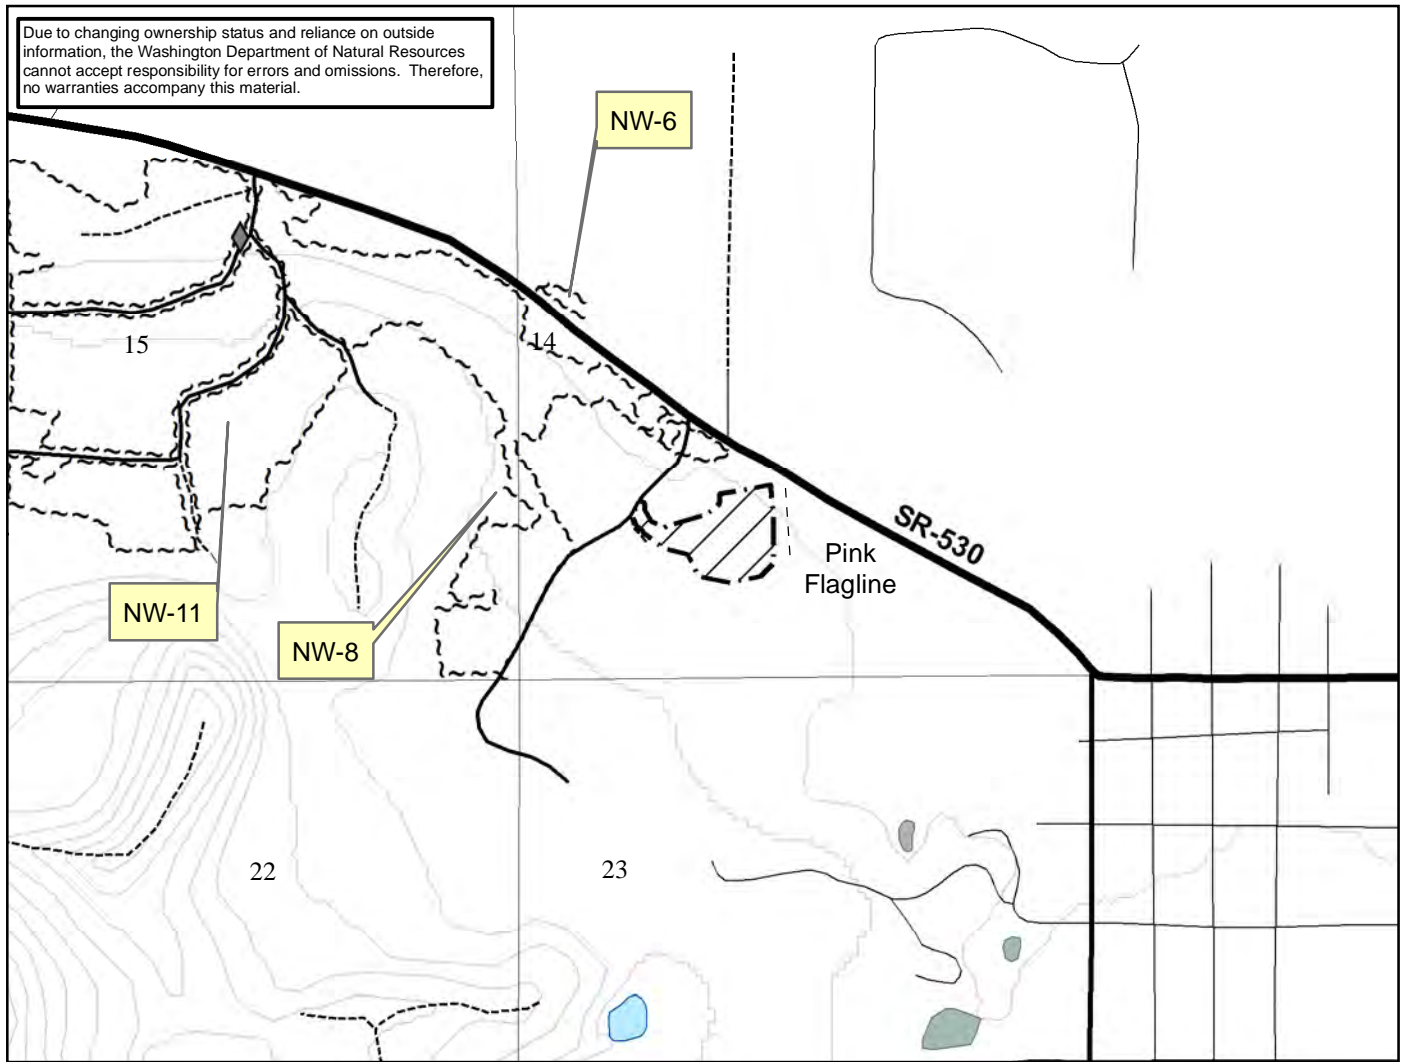 Due to changing ownership status and reliance on outside
information, the Washington Department of Natural Resources
cannot accept responsibility for errors and omissions.  Therefore,
no warranties accompany this material.
NW-6
15
14
SR-530
Pink
Flagline
NW-11
NW-8
22
23